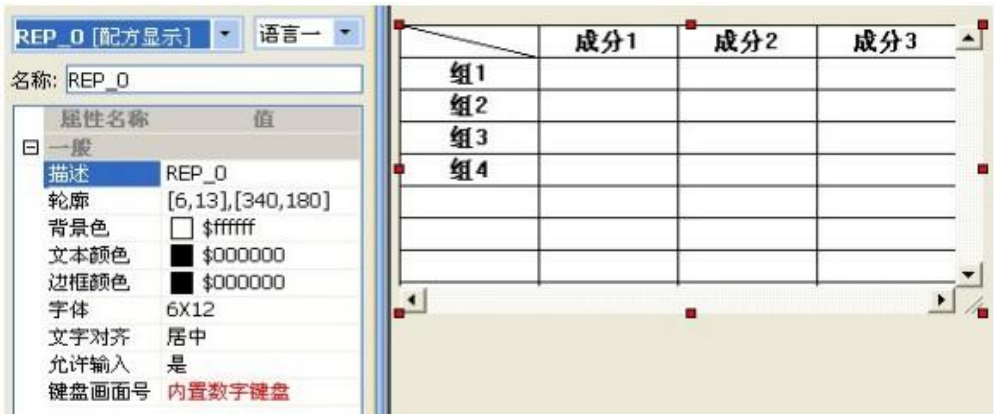 REP_0 [配方显示] 语言一
名称: REP_0
属性名称 值
一般
描述 REP_0
轮廓 [6,13],[340,180]
背景色 $ffffff
文本颜色 $000000
边框颜色 $000000
字体 6X12
文字对齐 居中
允许输入 是
键盘画面号 内置数字键盘
成分1 成分2 成分3
组1
组2
组3
组4